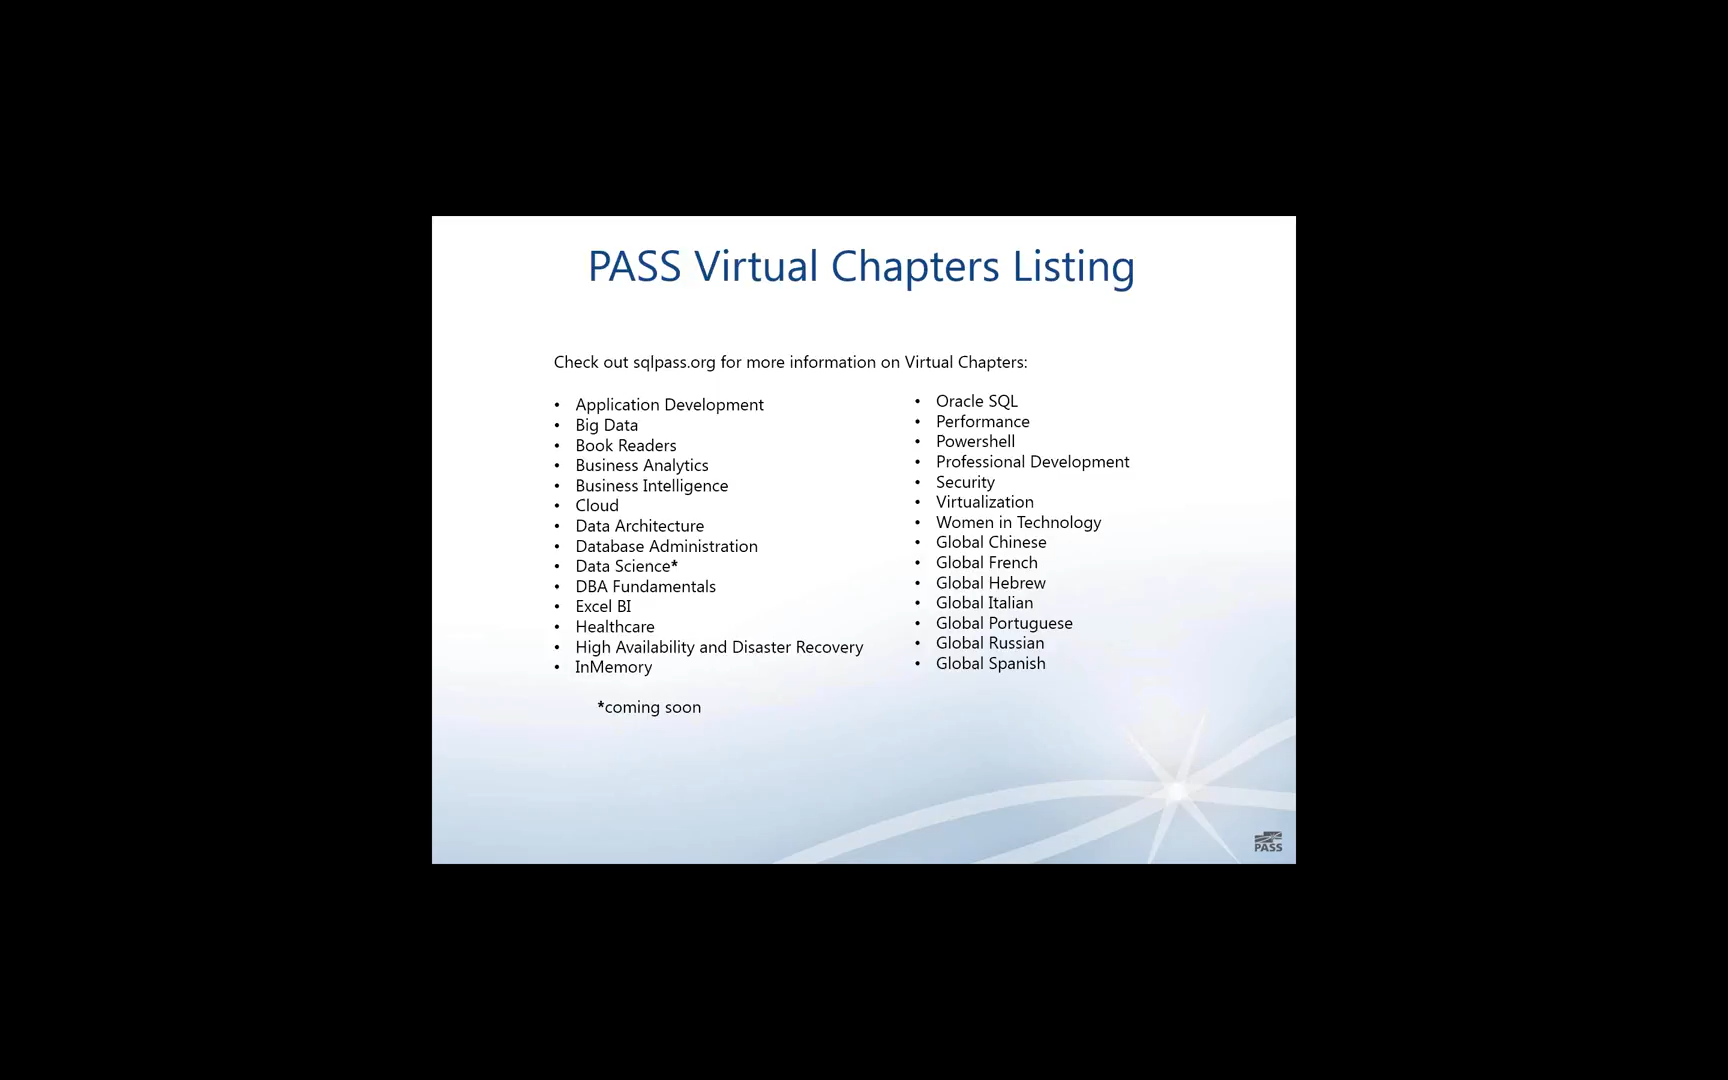 PASS Virtual Chapters Listing
Check out sqlpass.org for more information on Virtual Chapters:
• Application Development
• Big Data
• Book Readers
• Business Analytics
• Business Intelligence
• Cloud
• Data Architecture
• Database Administration
• Data Science*
• DBA Fundamentals
• Excel BI
• Healthcare
• High Availability and Disaster Recovery
• InMemory
*coming soon
• Oracle SQL
• Performance
• Powershell
• Professional Development
• Security
• Virtualization
• Women in Technology
• Global Chinese
• Global French
• Global Hebrew
• Global Italian
• Global Portuguese
• Global Russian
• Global Spanish
PASS